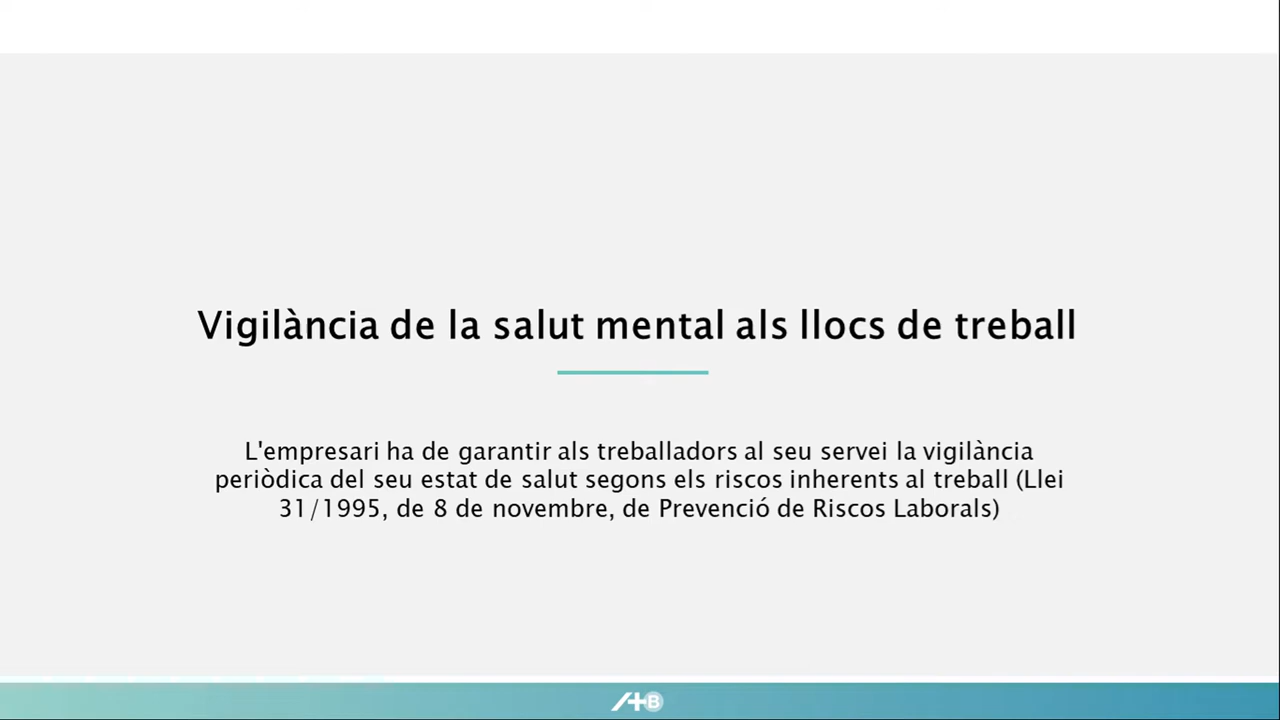 Vigilància de la salut mental als llocs de treball
L'empresari ha de garantir als treballadors al seu servei la vigilància
periòdica del seu estat de salut segons els riscos inherents al treball (Llei
31/1995, de 8 de novembre, de Prevenció de Riscos Laborals)